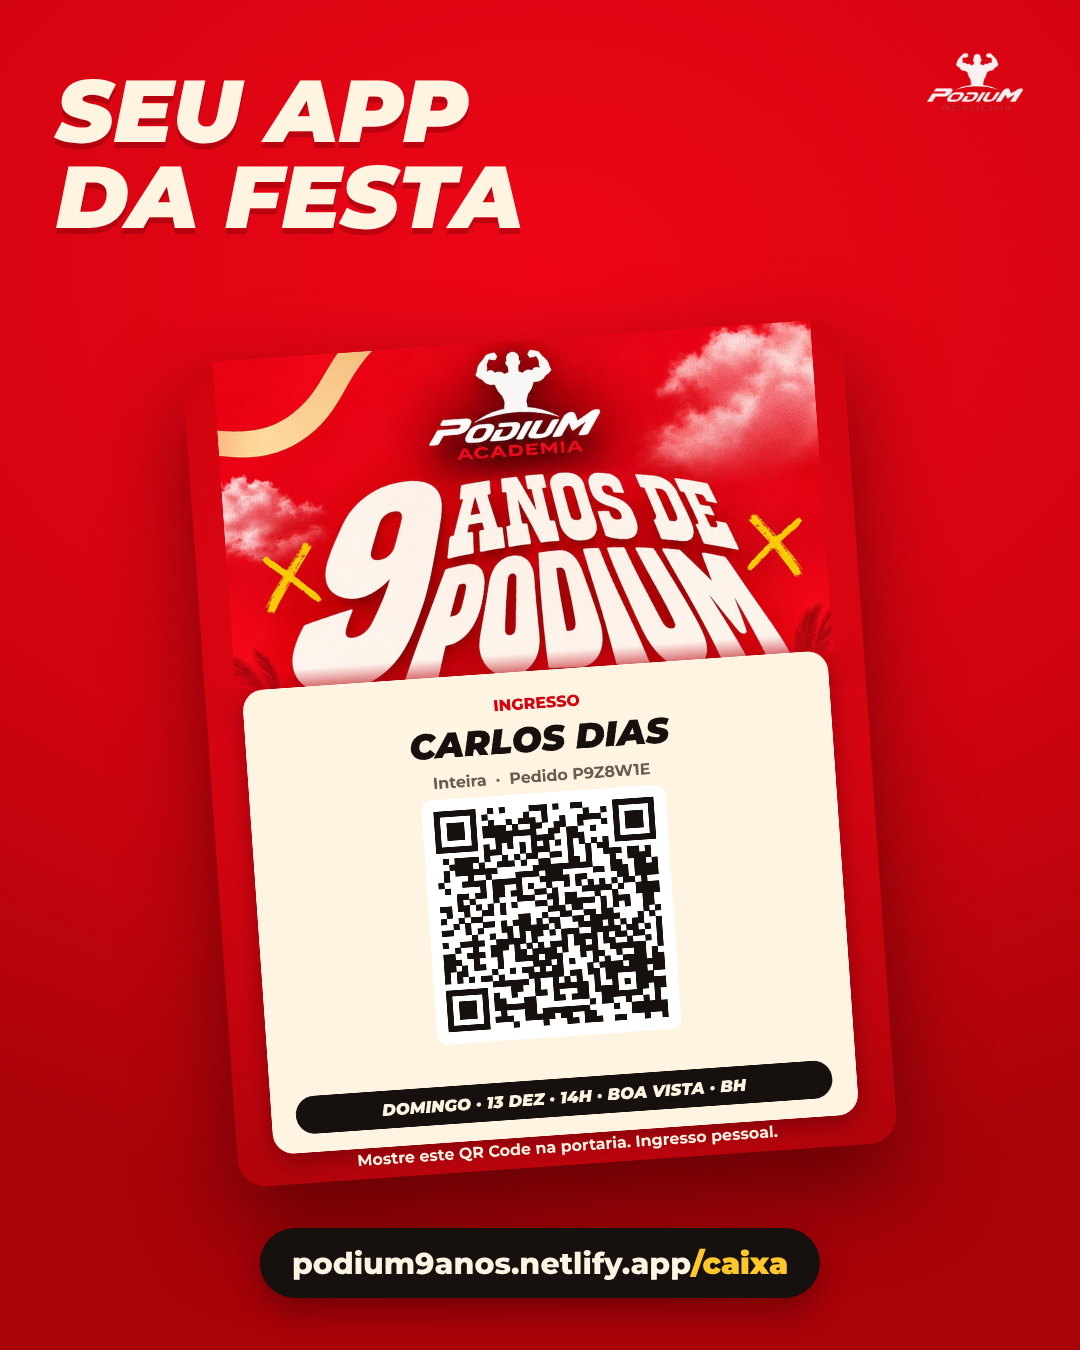 SEU APP
DA FESTA
PODIUM
PODIUM
ACADEMIA
9 ANOS DE
PODIUM
INGRESSO
CARLOS DIAS
Inteira · Pedido P9Z8W1E
DOMINGO · 13 DEZ · 14H · BOA VISTA · BH
Mostre este QR Code na portaria. Ingresso pessoal.
podium9anos.netlify.app/caixa